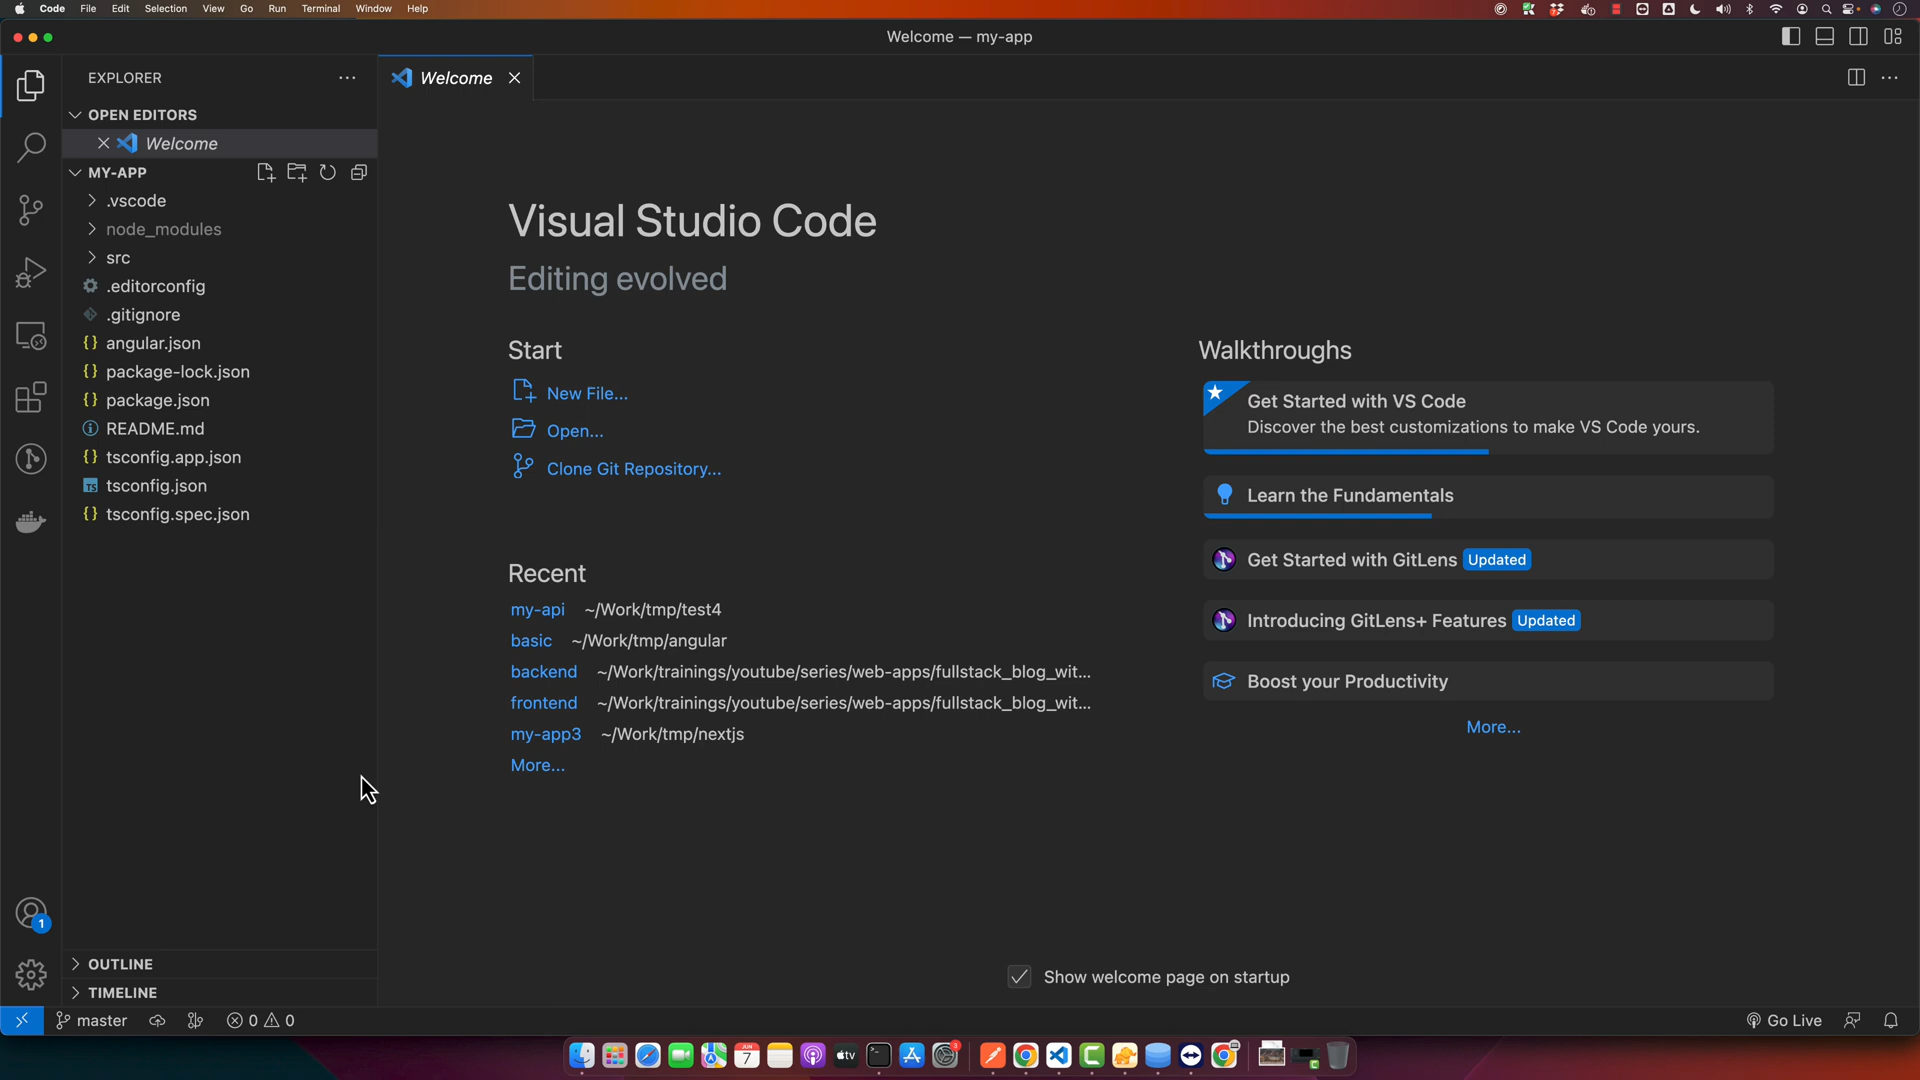 Code File Edit Selection View Go Run Terminal Window Help
Welcome — my-app
EXPLORER
Welcome
OPEN EDITORS
Welcome
MY-APP
.vscode
node_modules
src
.editorconfig
.gitignore
angular.json
package-lock.json
package.json
README.md
tsconfig.app.json
TS tsconfig.json
tsconfig.spec.json
OUTLINE
TIMELINE
Visual Studio Code
Editing evolved
Start
New File...
Open...
Clone Git Repository...
Recent
my-api ~/Work/tmp/test4
basic ~/Work/tmp/angular
backend ~/Work/trainings/youtube/series/web-apps/fullstack_blog_wit...
frontend ~/Work/trainings/youtube/series/web-apps/fullstack_blog_wit...
my-app3 ~/Work/tmp/nextjs
More...
Walkthroughs
Get Started with VS Code
Discover the best customizations to make VS Code yours.
Learn the Fundamentals
Get Started with GitLens Updated
Introducing GitLens+ Features Updated
Boost your Productivity
More...
Show welcome page on startup
1
master 0 0 Go Live
JUN
7
tv
3